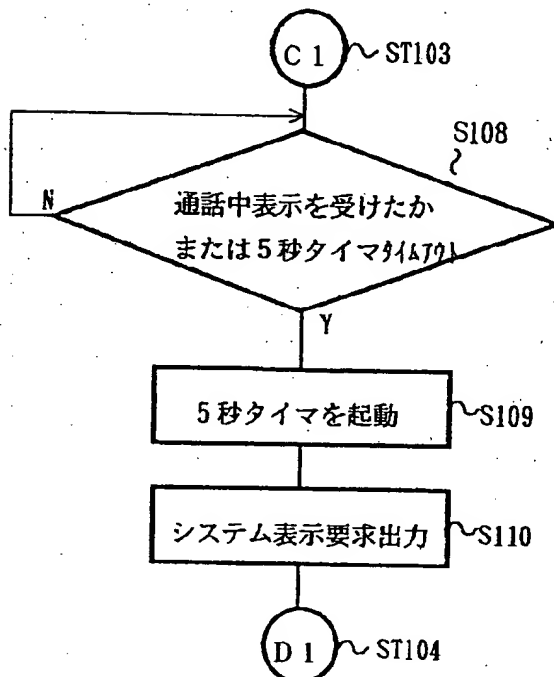 C1 ST103
S108
N
通話中表示を受けたか
または5秒タイマタイムアウト
Y
5秒タイマを起動 S109
システム表示要求出力 S110
D1 ST104